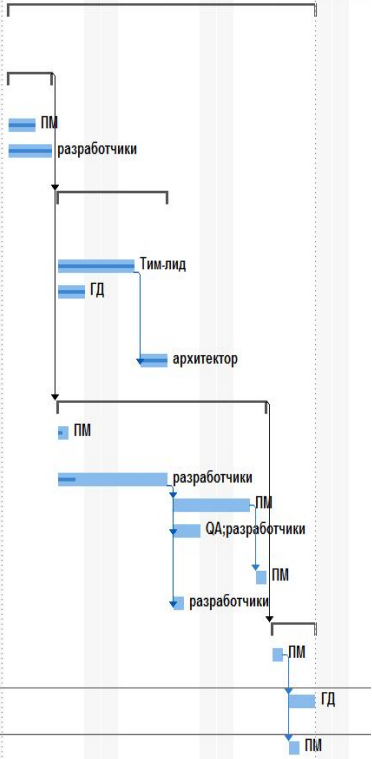 ПМ
разработчики
Тим-лид
ГД
архитектор
ПМ
разработчики
ПМ
QA;разработчики
ПМ
разработчики
ПМ
ГД
ПМ